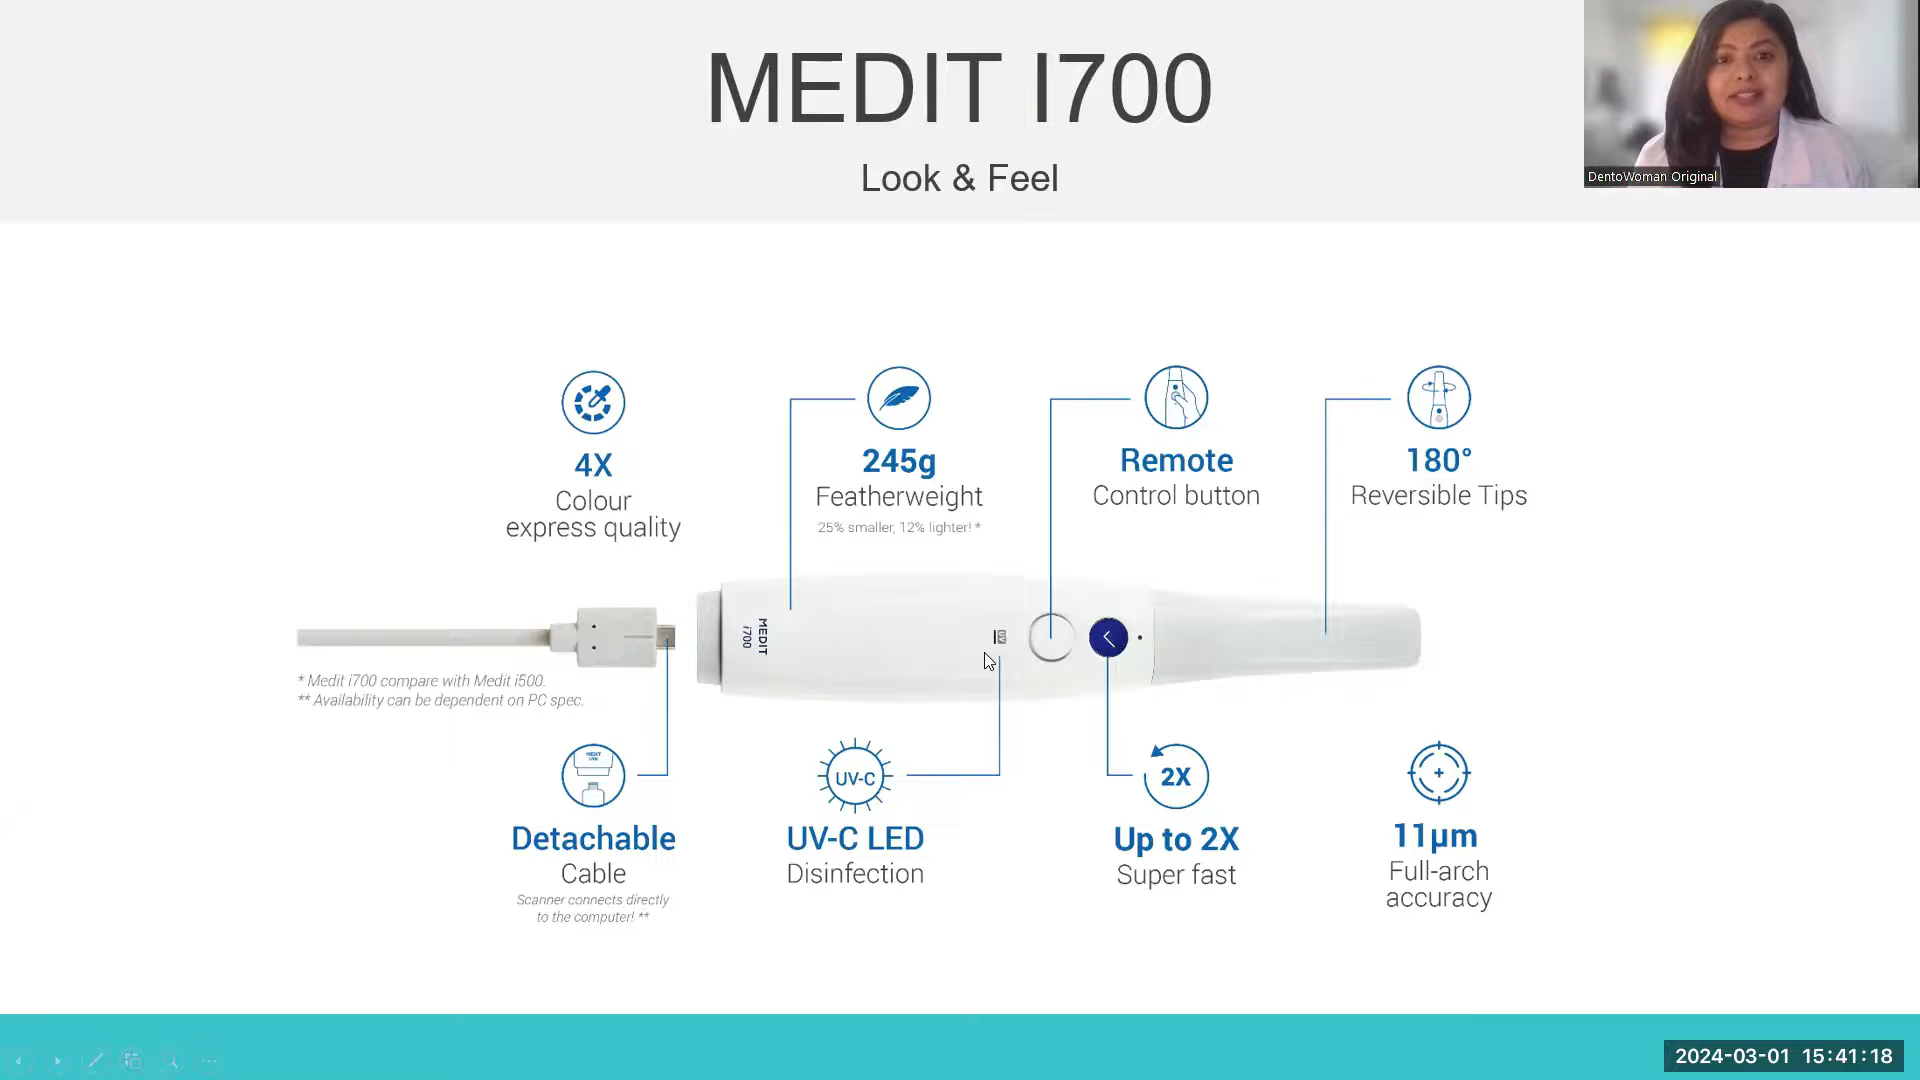 MEDIT I700
Look & Feel
DentoWoman Original
4X
Colour
express quality
245g
Featherweight
25% smaller, 12% lighter! *
Remote
Control button
180°
Reversible Tips
MEDIT
i700
UV
* Medit i700 compare with Medit i500.
** Availability can be dependent on PC spec.
MEDIT
i700
Detachable
Cable
Scanner connects directly
to the computer! **
UV-C
UV-C LED
Disinfection
2X
Up to 2X
Super fast
11µm
Full-arch
accuracy
2024-03-01 15:41:18